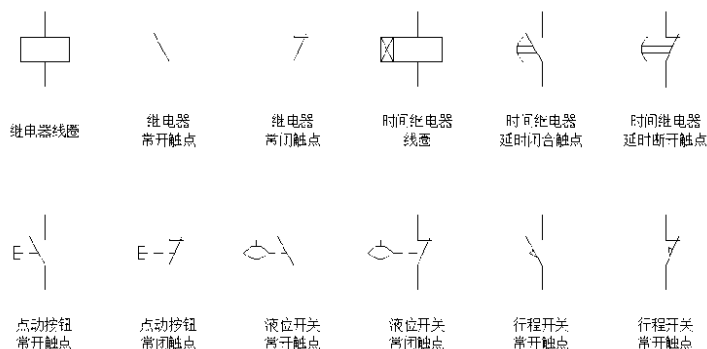 继电器线圈
继电器
常开触点
继电器
常闭触点
时间继电器
线圈
时间继电器
延时闭合触点
时间继电器
延时断开触点
点动按钮
常开触点
点动按钮
常闭触点
液位开关
常开触点
液位开关
常闭触点
行程开关
常开触点
行程开关
常开触点